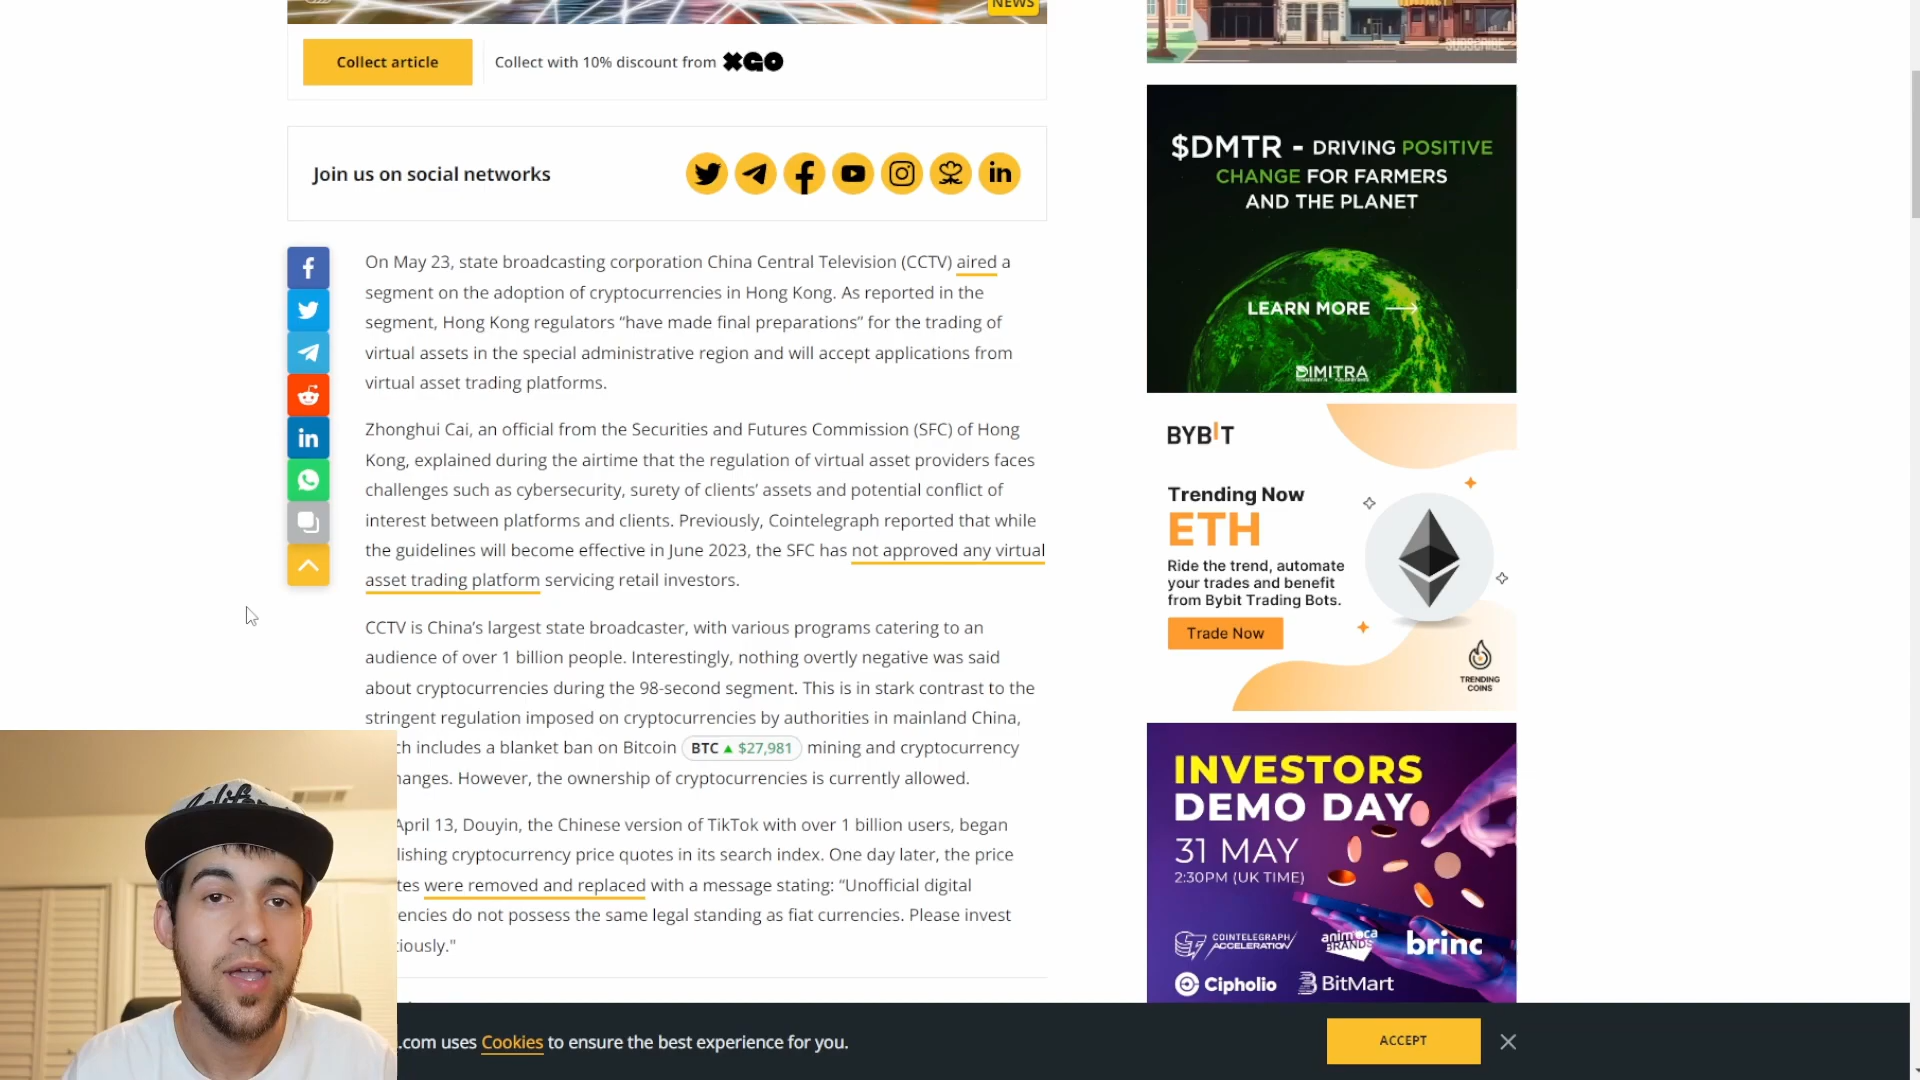 NEWS
Collect article
Collect with 10% discount from XGO
Join us on social networks
On May 23, state broadcasting corporation China Central Television (CCTV) aired a
segment on the adoption of cryptocurrencies in Hong Kong. As reported in the
segment, Hong Kong regulators “have made final preparations” for the trading of
virtual assets in the special administrative region and will accept applications from
virtual asset trading platforms.
Zhonghui Cai, an official from the Securities and Futures Commission (SFC) of Hong
Kong, explained during the airtime that the regulation of virtual asset providers faces
challenges such as cybersecurity, surety of clients’ assets and potential conflict of
interest between platforms and clients. Previously, Cointelegraph reported that while
the guidelines will become effective in June 2023, the SFC has not approved any virtual
asset trading platform servicing retail investors.
CCTV is China’s largest state broadcaster, with various programs catering to an
audience of over 1 billion people. Interestingly, nothing overtly negative was said
about cryptocurrencies during the 98-second segment. This is in stark contrast to the
stringent regulation imposed on cryptocurrencies by authorities in mainland China,
ch includes a blanket ban on Bitcoin BTC ▲ $27,981 mining and cryptocurrency
hanges. However, the ownership of cryptocurrencies is currently allowed.
April 13, Douyin, the Chinese version of TikTok with over 1 billion users, began
lishing cryptocurrency price quotes in its search index. One day later, the price
tes were removed and replaced with a message stating: “Unofficial digital
encies do not possess the same legal standing as fiat currencies. Please invest
iously."
.com uses Cookies to ensure the best experience for you.
ACCEPT
SUBSCRIBE
$DMTR - DRIVING POSITIVE
CHANGE FOR FARMERS
AND THE PLANET
LEARN MORE
DIMITRA
BYBIT
Trending Now
ETH
Ride the trend, automate
your trades and benefit
from Bybit Trading Bots.
Trade Now
TRENDING
COINS
INVESTORS
DEMO DAY
31 MAY
2:30PM (UK TIME)
COINTELEGRAPH
ACCELERATION
animoca
BRANDS
brinc
Cipholio
BitMart